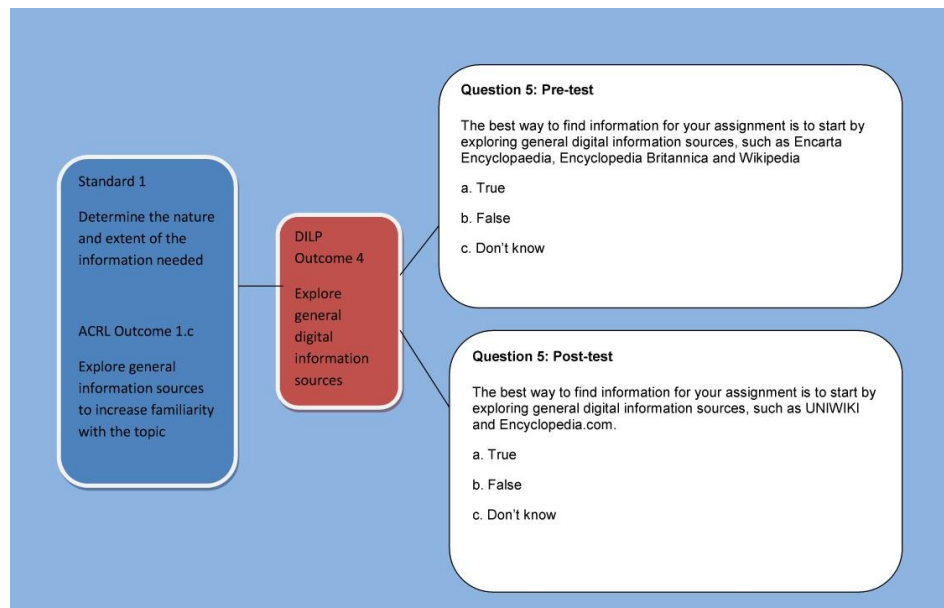 Standard 1
Determine the nature
and extent of the
information needed
ACRL Outcome 1.c
Explore general
information sources
to increase familiarity
with the topic
DILP
Outcome 4
Explore
general
digital
information
sources
Question 5: Pre-test
The best way to find information for your assignment is to start by
exploring general digital information sources, such as Encarta
Encyclopaedia, Encyclopedia Britannica and Wikipedia
a. True
b. False
c. Don't know
Question 5: Post-test
The best way to find information for your assignment is to start by
exploring general digital information sources, such as UNIWIKI
and Encyclopedia.com.
a. True
b. False
c. Don't know